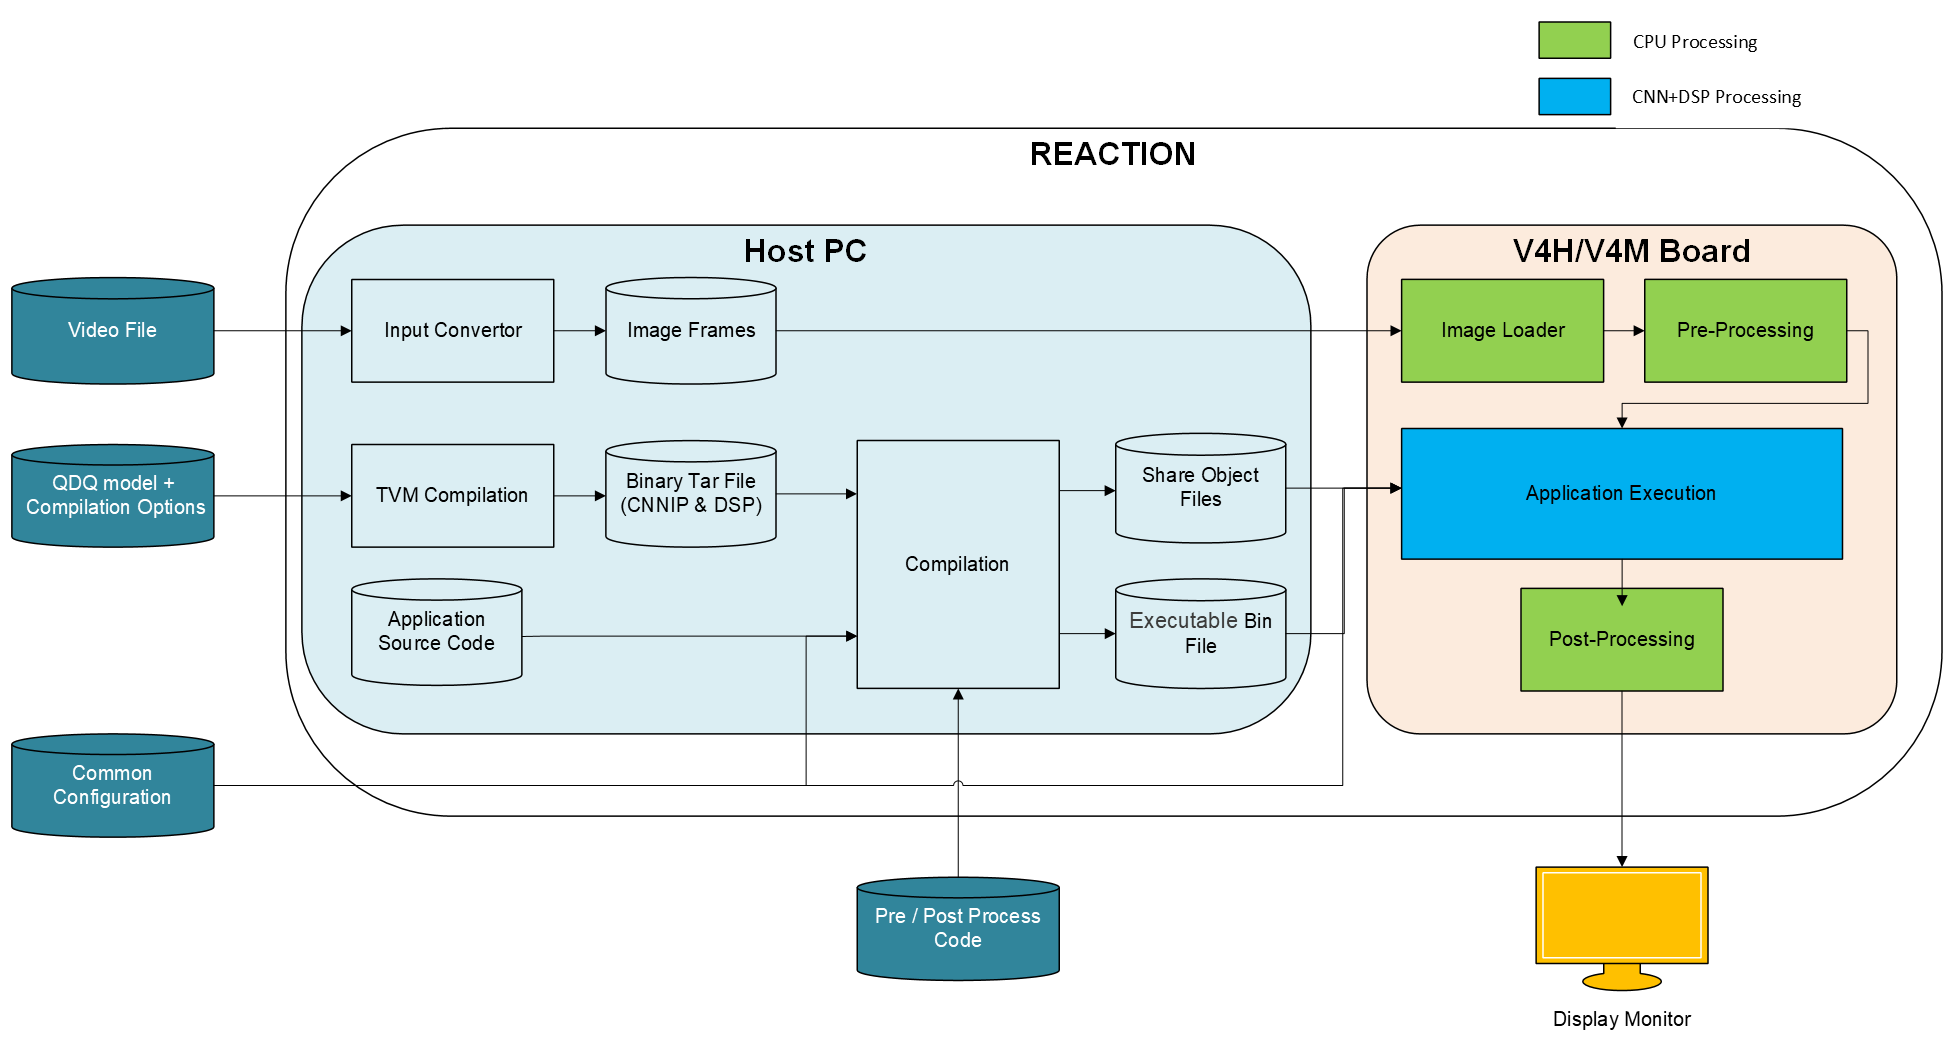 CPU Processing
CNN+DSP Processing
REACTION
Host PC
V4H/V4M Board
Video File
Input Convertor
Image Frames
Image Loader
Pre-Processing
QDQ model +
Compilation Options
TVM Compilation
Binary Tar File
(CNNIP & DSP)
Compilation
Share Object
Files
Application Execution
Application
Source Code
Executable Bin
File
Post-Processing
Common
Configuration
Pre / Post Process
Code
Display Monitor